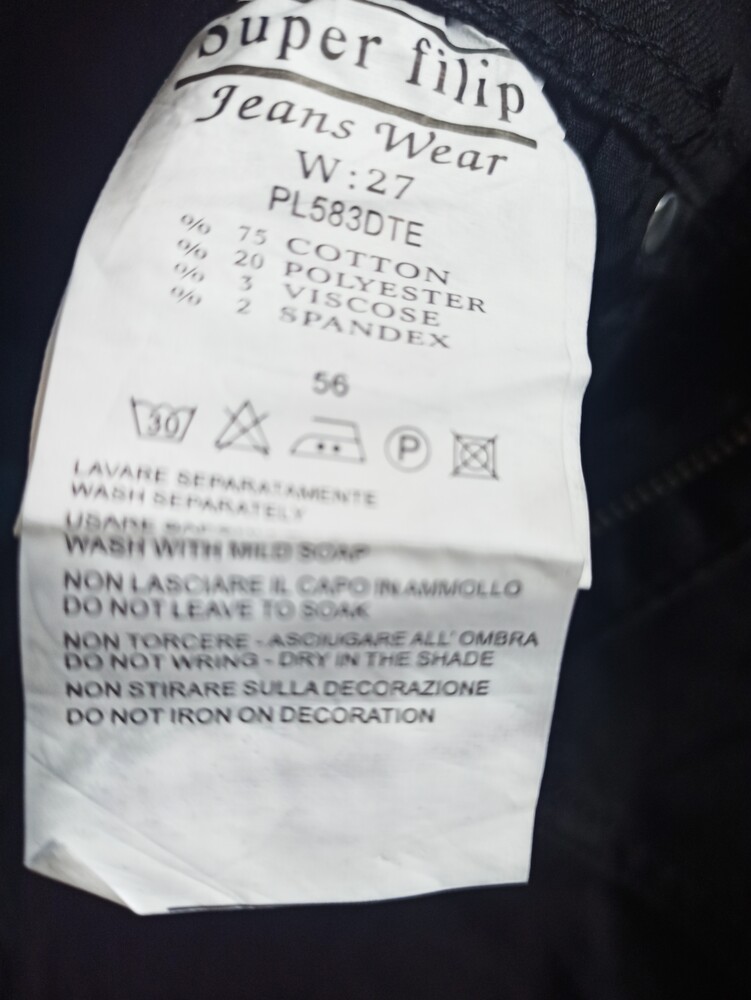 Super filip
Jeans Wear
W:27
PL583DTE
% 75 COTTON
% 20 POLYESTER
% 3 VISCOSE
% 2 SPANDEX
56
30
P
LAVARE SEPARATAMENTE
WASH SEPARATELY
USARE
WASH WITH MILD SOAP
NON LASCIARE IL CAPO IN AMMOLLO
DO NOT LEAVE TO SOAK
NON TORCERE - ASCIUGARE ALL' OMBRA
DO NOT WRING - DRY IN THE SHADE
NON STIRARE SULLA DECORAZIONE
DO NOT IRON ON DECORATION